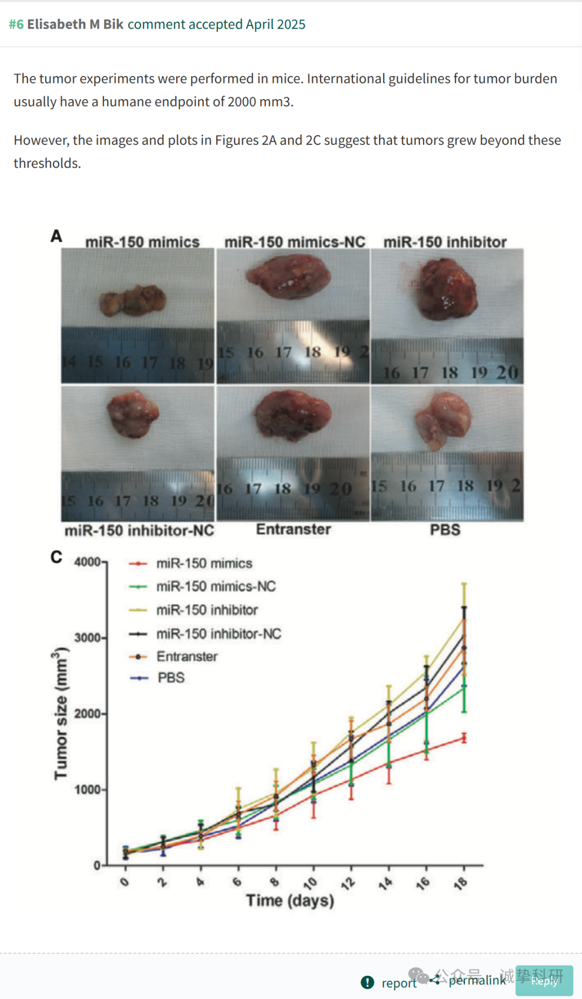 #6 Elisabeth M Bik comment accepted April 2025
The tumor experiments were performed in mice. International guidelines for tumor burden
usually have a humane endpoint of 2000 mm3.
However, the images and plots in Figures 2A and 2C suggest that tumors grew beyond these
thresholds.
A
miR-150 mimics miR-150 mimics-NC miR-150 inhibitor
14 15 16 17 18 19
15 16 17 18 19 2
16 17 18 19 20
15 16 17 18 19 20
16 17 18 19 20
15 16 17 18 19 2
miR-150 inhibitor-NC Entranster PBS
C
4000
3000
2000
1000
0
Tumor size (mm³)
miR-150 mimics
miR-150 mimics-NC
miR-150 inhibitor
miR-150 inhibitor-NC
Entranster
PBS
0 2 4 6 8 10 12 14 16 18
Time (days)
report permalink Reply
公众号 · 诚挚科研